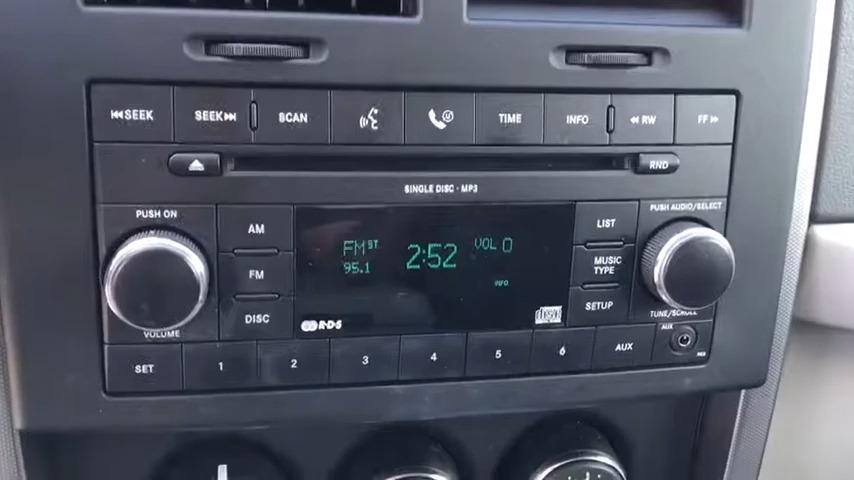 SEEK SEEK SCAN TIME INFO RW FF
RND
SINGLE DISC · MP3
PUSH ON
PUSH AUDIO/SELECT
AM
FM
DISC
FM ST
95.1
2:52
VOL 0
INFO
LIST
MUSIC
TYPE
SETUP
RDS
COMPACT
disc
VOLUME
TUNE/SCROLL
SET 1 2 3 4 5 6 AUX
AUX